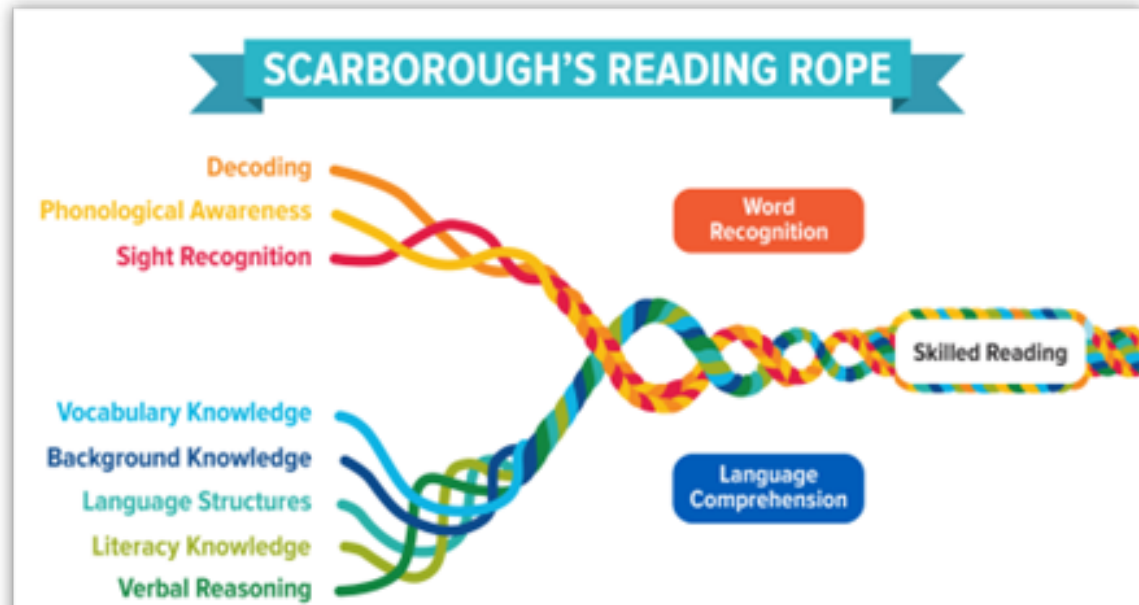 SCARBOROUGH'S READING ROPE
Decoding
Phonological Awareness
Sight Recognition
Word
Recognition
Skilled Reading
Vocabulary Knowledge
Background Knowledge
Language Structures
Literacy Knowledge
Verbal Reasoning
Language
Comprehension